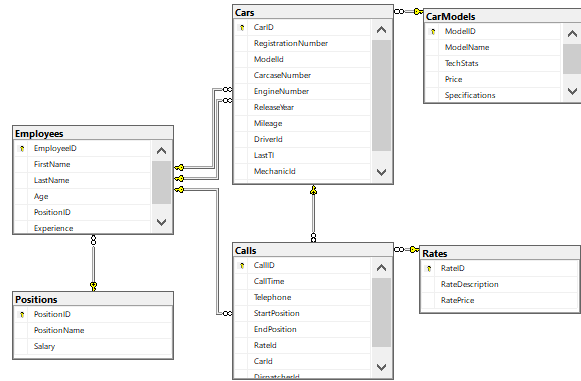 Cars
CarID
RegistrationNumber
ModelId
CarcaseNumber
EngineNumber
ReleaseYear
Mileage
DriverId
LastTI
MechanicId
CarModels
ModelID
ModelName
TechStats
Price
Specifications
Employees
EmployeeID
FirstName
LastName
Age
PositionID
Experience
Calls
CallID
CallTime
Telephone
StartPosition
EndPosition
RateId
CarId
DispatcherId
Rates
RateID
RateDescription
RatePrice
Positions
PositionID
PositionName
Salary